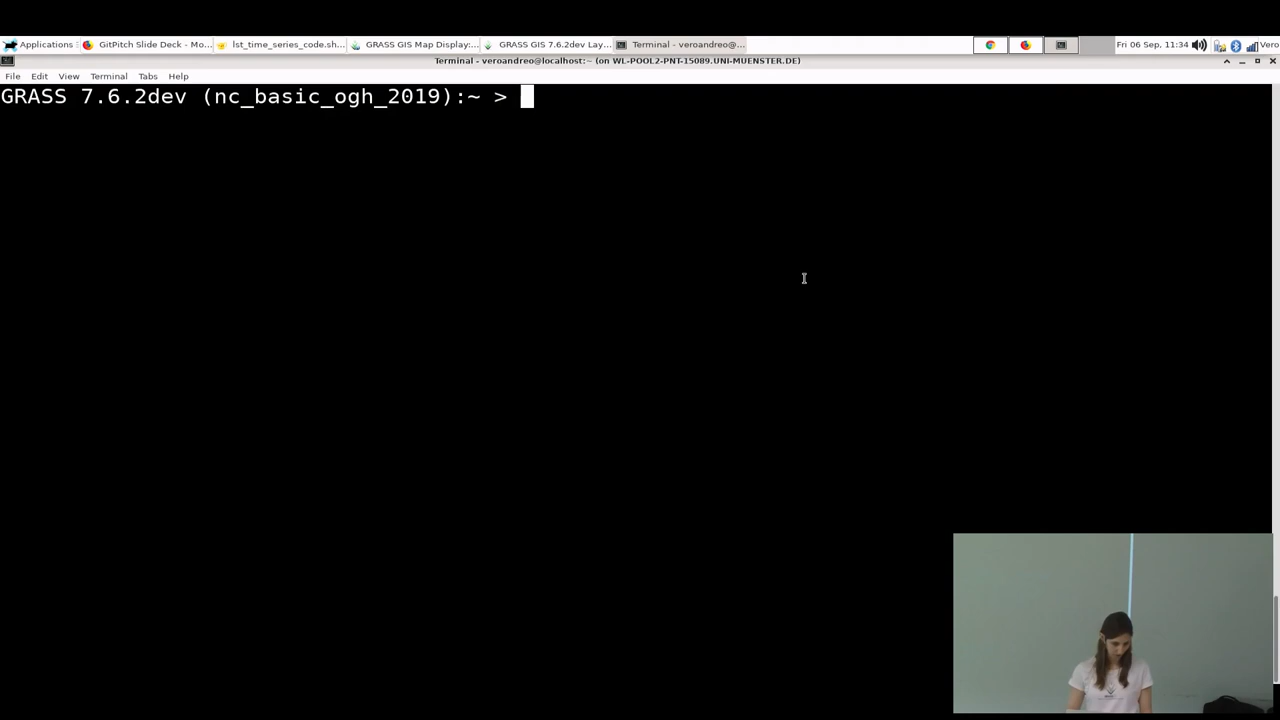 Applications
GitPitch Slide Deck - Mo...
lst_time_series_code.sh...
GRASS GIS Map Display:...
GRASS GIS 7.6.2dev Lay...
Terminal - veroandreo@...
Fri 06 Sep, 11:34
Vero
Terminal - veroandreo@localhost:~ (on WL-POOL2-PNT-15089.UNI-MUENSTER.DE)
File Edit View Terminal Tabs Help
GRASS 7.6.2dev (nc_basic_ogh_2019):~ >